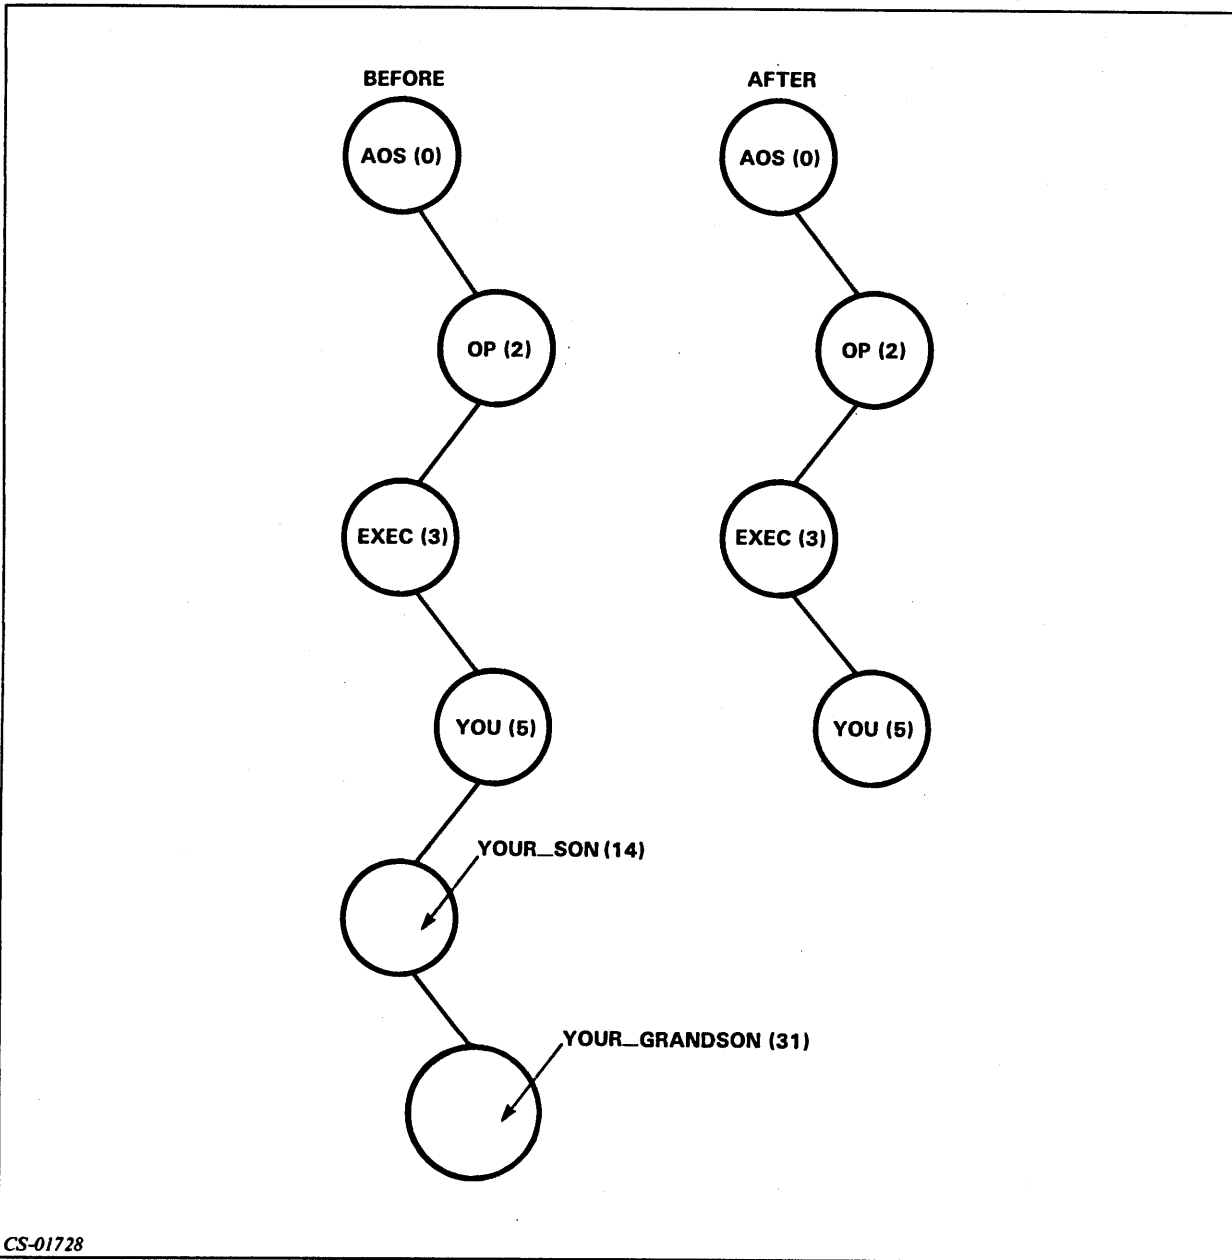 BEFORE
AOS (0)
OP (2)
EXEC (3)
YOU (5)
YOUR_SON (14)
YOUR_GRANDSON (31)
AFTER
AOS (0)
OP (2)
EXEC (3)
YOU (5)
CS-01728